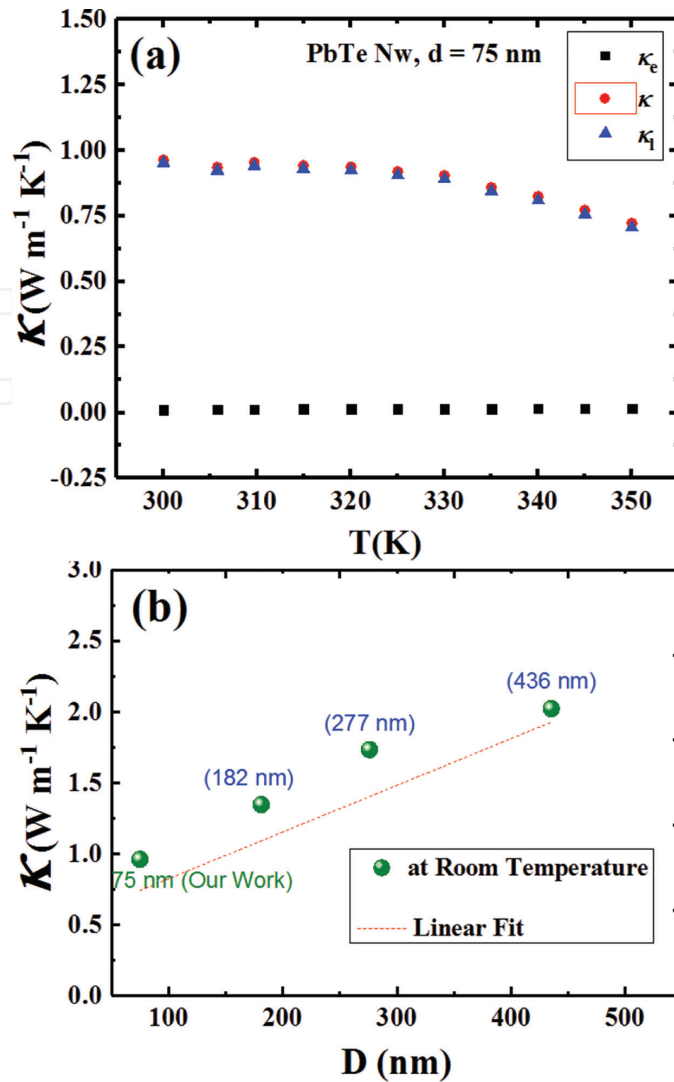 (a)
PbTe Nw, d = 75 nm
κe
κ
κl
1.50
1.25
1.00
0.75
0.50
0.25
0.00
-0.25
κ(W m-1 K-1)
300 310 320 330 340 350
T(K)
(b)
3.0
2.5
2.0
1.5
1.0
0.5
0.0
κ(W m-1 K-1)
(436 nm)
(277 nm)
(182 nm)
75 nm (Our Work)
at Room Temperature
Linear Fit
100 200 300 400 500
D (nm)